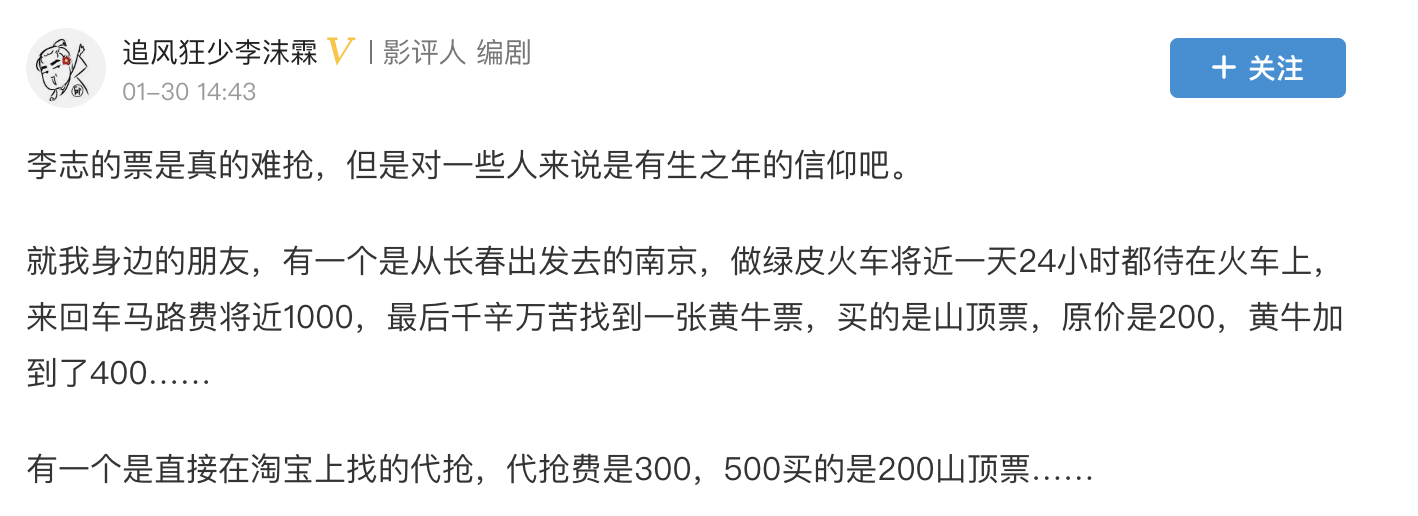 追风狂少李沫霖 V | 影评人 编剧
01-30 14:43
+ 关注
李志的票是真的难抢，但是对一些人来说是有生之年的信仰吧。
就我身边的朋友，有一个是从长春出发去的南京，做绿皮火车将近一天24小时都待在火车上，
来回车马路费将近1000，最后千辛万苦找到一张黄牛票，买的是山顶票，原价是200，黄牛加
到了400……
有一个是直接在淘宝上找的代抢，代抢费是300，500买的是200山顶票……